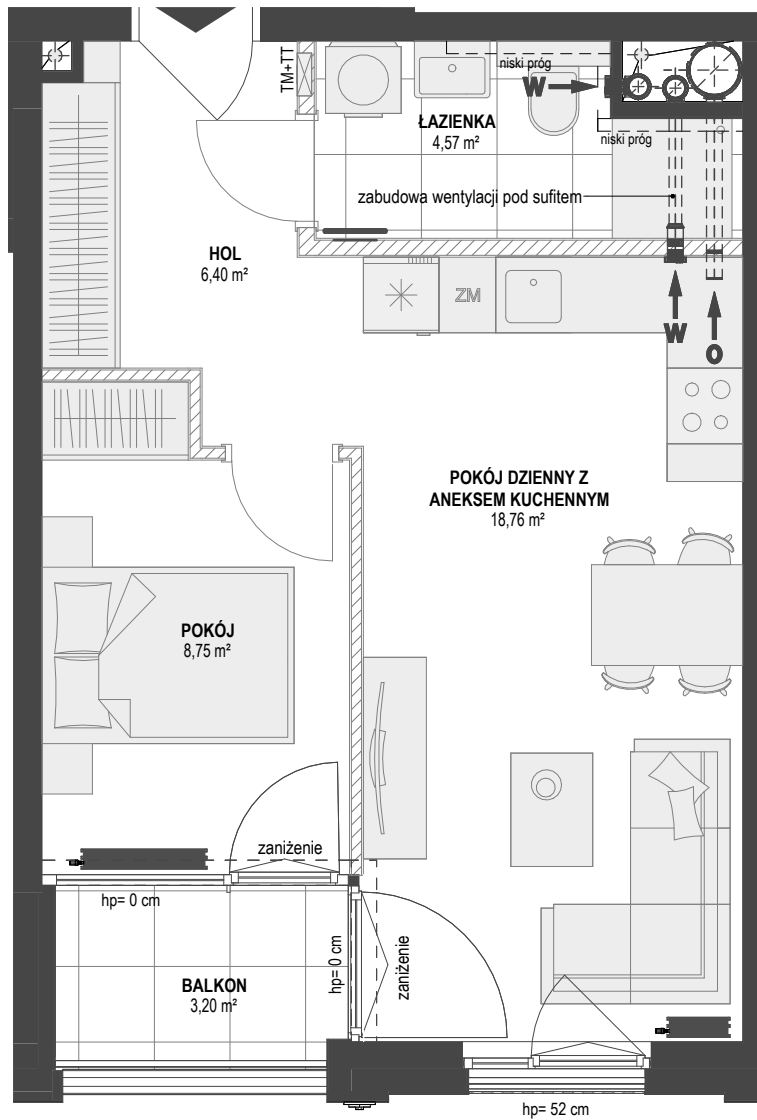 TM+TT
niski próg
W
ŁAZIENKA
4,57 m²
niski próg
zabudowa wentylacji pod sufitem
HOL
6,40 m²
ZM
W
O
POKÓJ DZIENNY Z
ANEKSEM KUCHENNYM
18,76 m²
POKÓJ
8,75 m²
zaniżenie
hp= 0 cm
hp= 0 cm
zaniżenie
BALKON
3,20 m²
hp= 52 cm